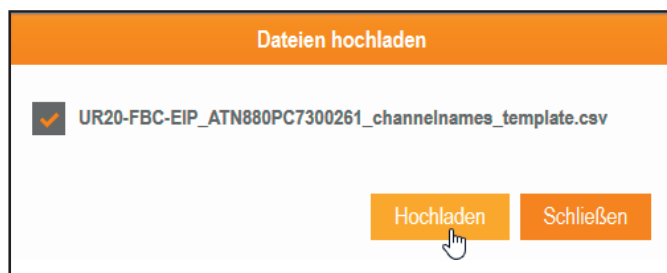 Dateien hochladen
UR20-FBC-EIP_ATN880PC7300261_channelnames_template.csv
Hochladen Schließen